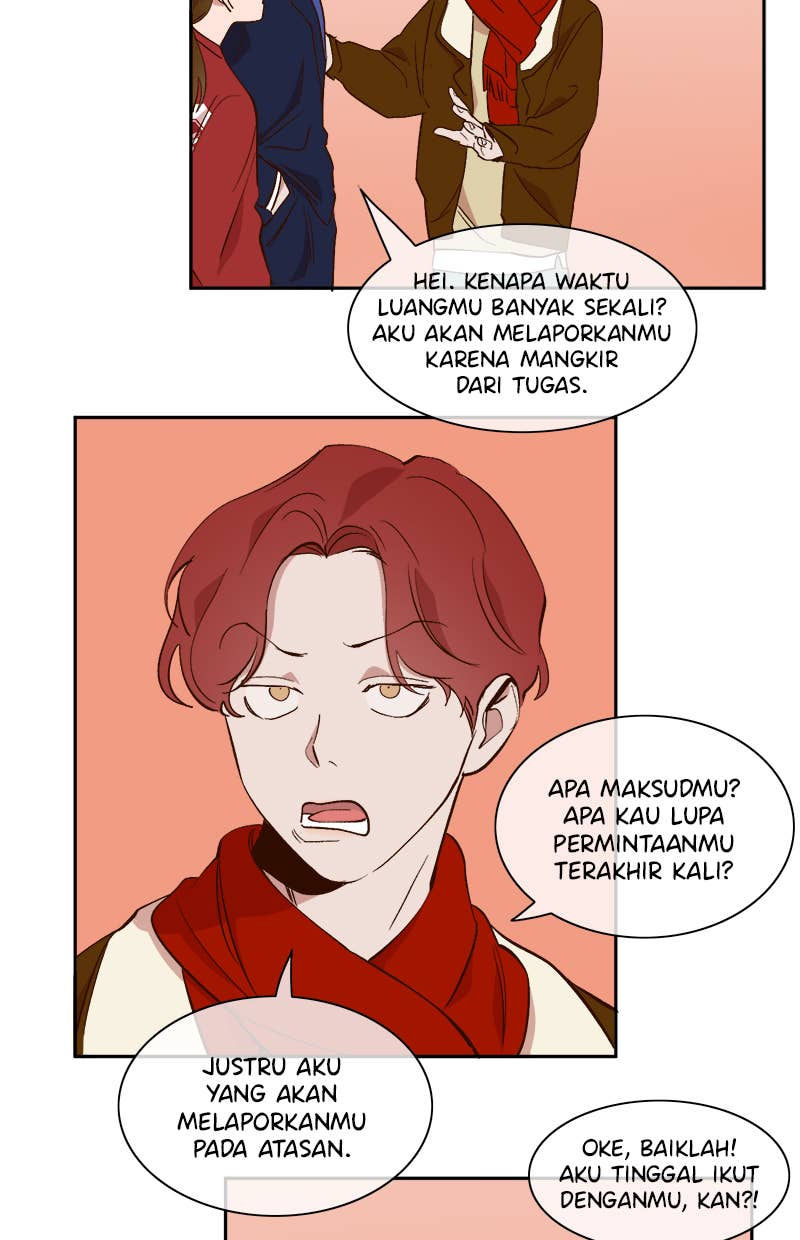 HEI. KENAPA WAKTU
LUANGMU BANYAK SEKALI?
AKU AKAN MELAPORKANMU
KARENA MANGKIR
DARI TUGAS.
APA MAKSUDMU?
APA KAU LUPA
PERMINTAANMU
TERAKHIR KALI?
JUSTRU AKU
YANG AKAN
MELAPORKANMU
PADA ATASAN.
OKE, BAIKLAH!
AKU TINGGAL IKUT
DENGANMU, KAN?!